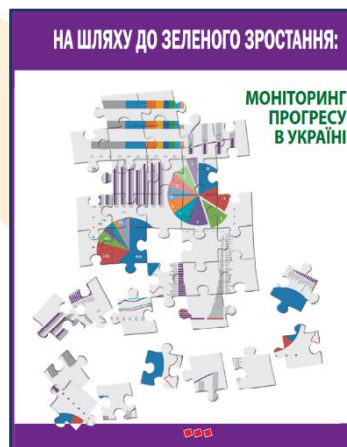 НА ШЛЯХУ ДО ЗЕЛЕНОГО ЗРОСТАННЯ:
МОНІТОРИНГ
ПРОГРЕСУ
В УКРАЇНІ